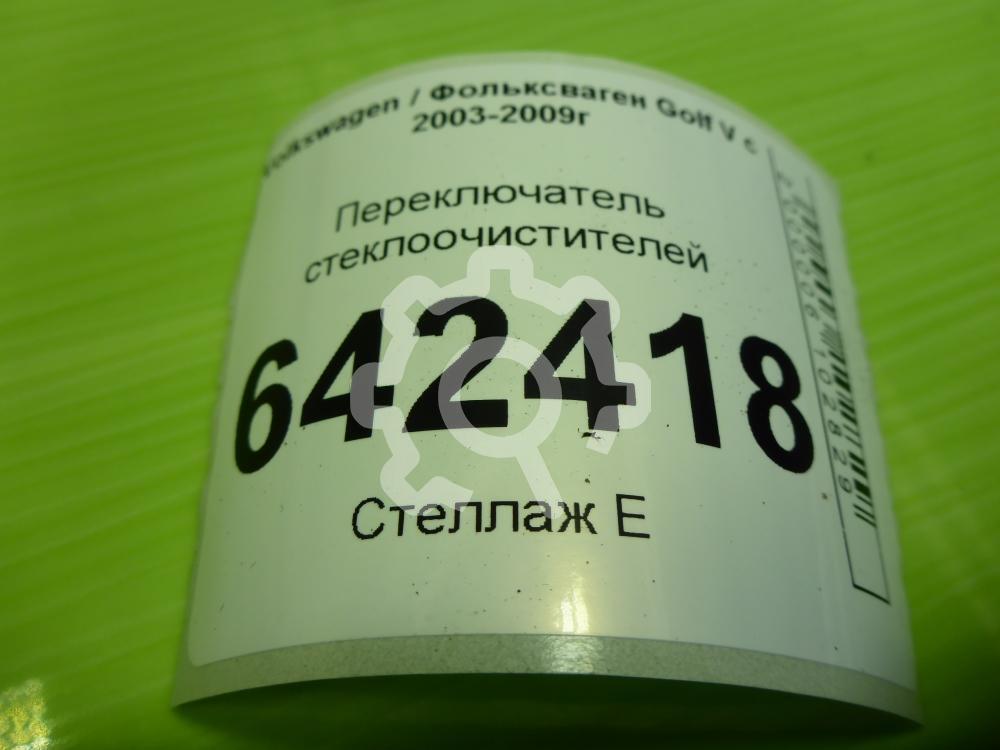 Volkswagen / Фольксваген Golf V с
2003-2009г
Переключатель
стеклоочистителей
642418
Стеллаж E